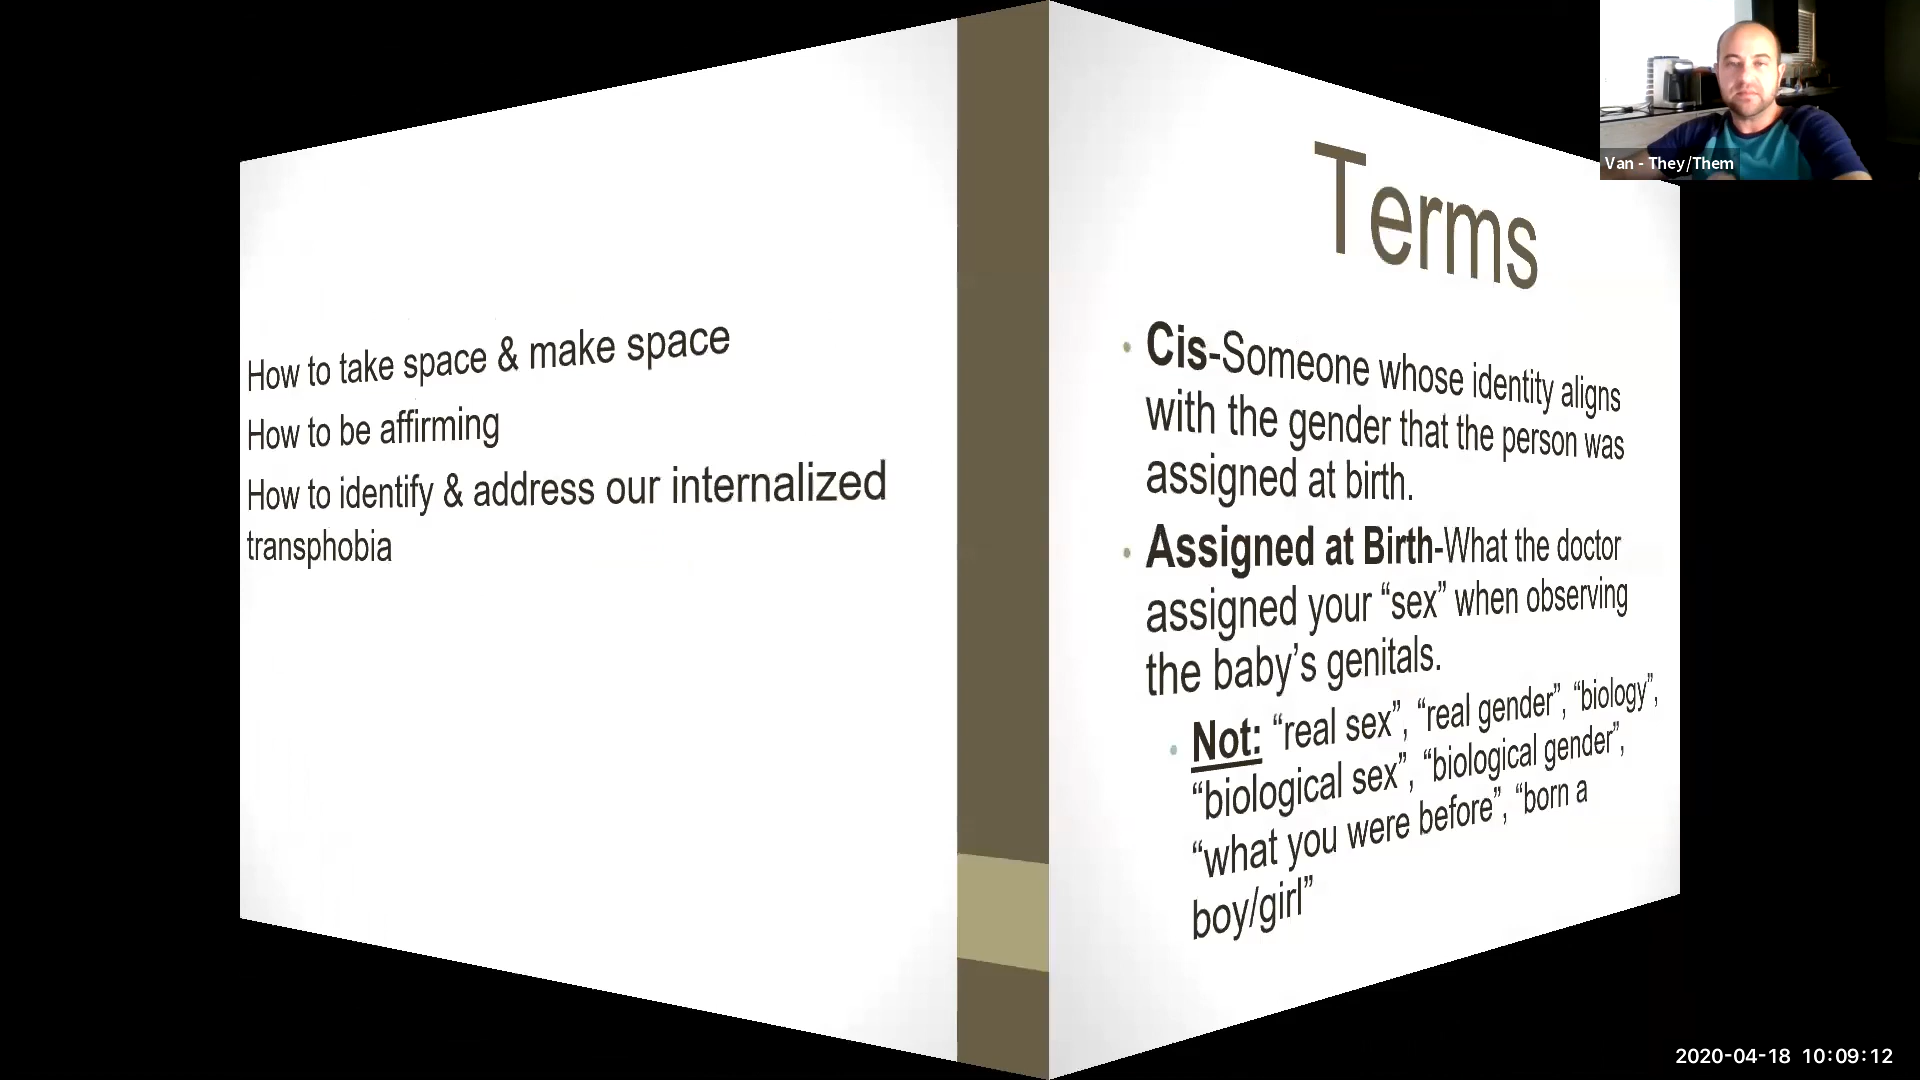 How to take space & make space
How to be affirming
How to identify & address our internalized
transphobia
Terms
• Cis-Someone whose identity aligns
with the gender that the person was
assigned at birth.
• Assigned at Birth-What the doctor
assigned your “sex” when observing
the baby’s genitals.
• Not: “real sex”, “real gender”, “biology”,
“biological sex”, “biological gender”,
“what you were before”, “born a
boy/girl”
Van - They/Them
2020-04-18 10:09:12